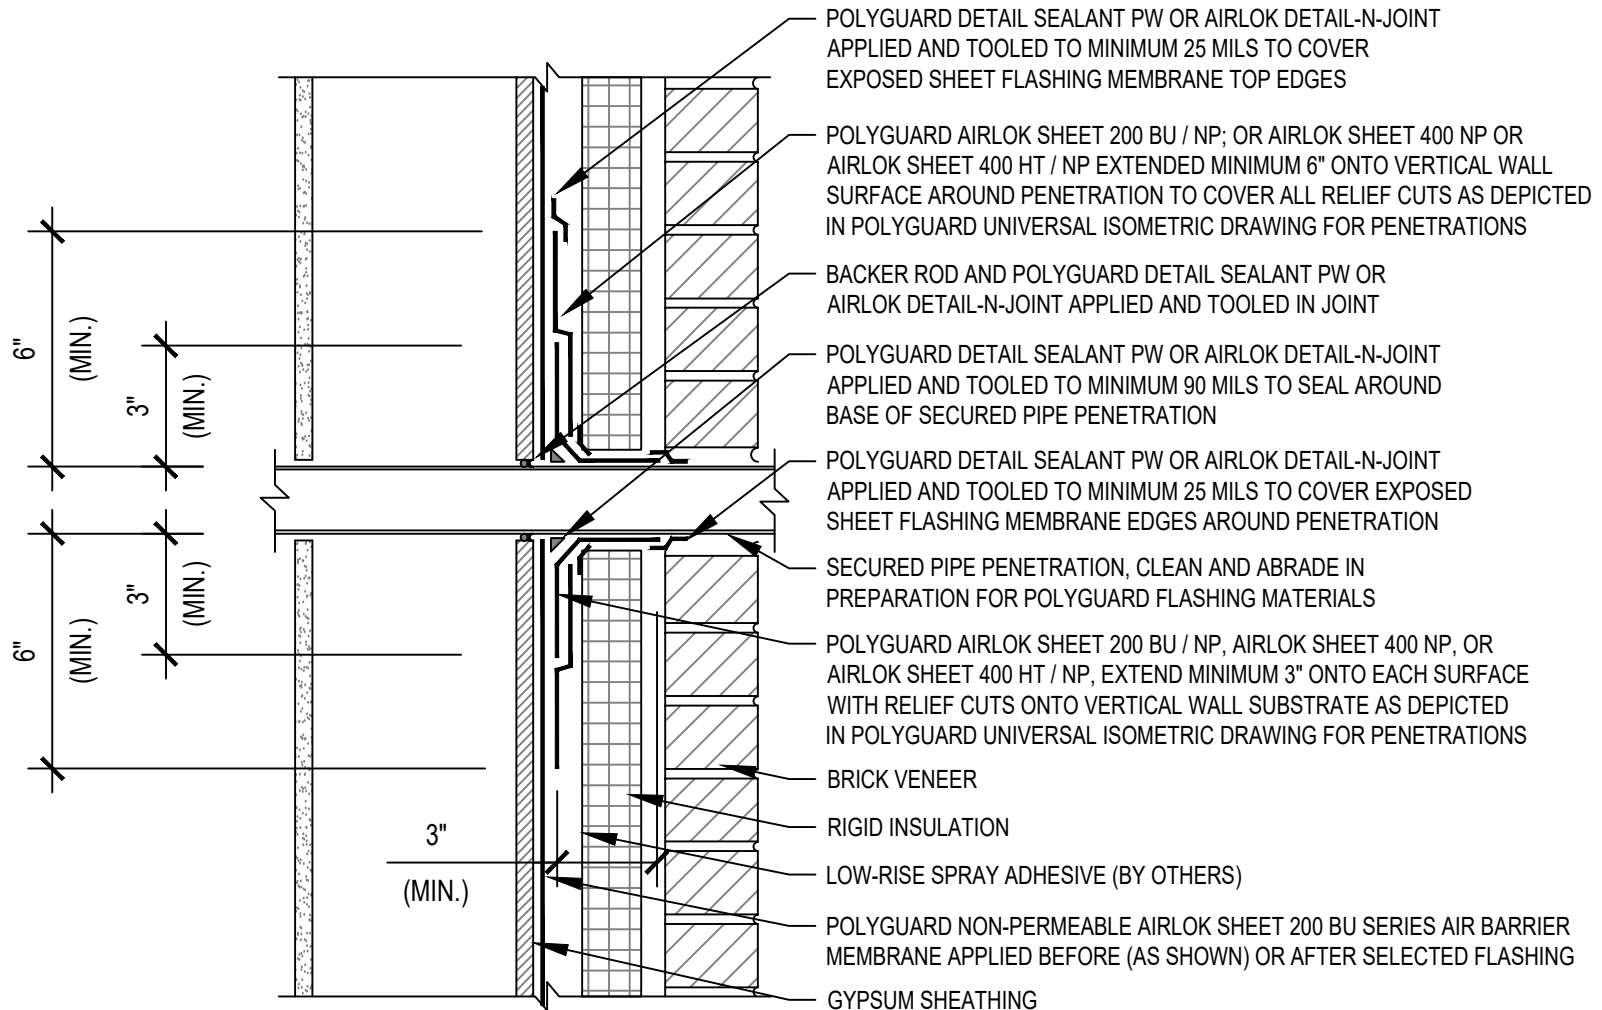 POLYGUARD DETAIL SEALANT PW OR AIRLOK DETAIL-N-JOINT
APPLIED AND TOOLED TO MINIMUM 25 MILS TO COVER
EXPOSED SHEET FLASHING MEMBRANE TOP EDGES
POLYGUARD AIRLOK SHEET 200 BU / NP; OR AIRLOK SHEET 400 NP OR
AIRLOK SHEET 400 HT / NP EXTENDED MINIMUM 6" ONTO VERTICAL WALL
SURFACE AROUND PENETRATION TO COVER ALL RELIEF CUTS AS DEPICTED
IN POLYGUARD UNIVERSAL ISOMETRIC DRAWING FOR PENETRATIONS
BACKER ROD AND POLYGUARD DETAIL SEALANT PW OR
AIRLOK DETAIL-N-JOINT APPLIED AND TOOLED IN JOINT
POLYGUARD DETAIL SEALANT PW OR AIRLOK DETAIL-N-JOINT
APPLIED AND TOOLED TO MINIMUM 90 MILS TO SEAL AROUND
BASE OF SECURED PIPE PENETRATION
POLYGUARD DETAIL SEALANT PW OR AIRLOK DETAIL-N-JOINT
APPLIED AND TOOLED TO MINIMUM 25 MILS TO COVER EXPOSED
SHEET FLASHING MEMBRANE EDGES AROUND PENETRATION
SECURED PIPE PENETRATION, CLEAN AND ABRADE IN
PREPARATION FOR POLYGUARD FLASHING MATERIALS
POLYGUARD AIRLOK SHEET 200 BU / NP, AIRLOK SHEET 400 NP, OR
AIRLOK SHEET 400 HT / NP, EXTEND MINIMUM 3" ONTO EACH SURFACE
WITH RELIEF CUTS ONTO VERTICAL WALL SUBSTRATE AS DEPICTED
IN POLYGUARD UNIVERSAL ISOMETRIC DRAWING FOR PENETRATIONS
BRICK VENEER
RIGID INSULATION
LOW-RISE SPRAY ADHESIVE (BY OTHERS)
POLYGUARD NON-PERMEABLE AIRLOK SHEET 200 BU SERIES AIR BARRIER
MEMBRANE APPLIED BEFORE (AS SHOWN) OR AFTER SELECTED FLASHING
GYPSUM SHEATHING
6"
(MIN.)
3"
(MIN.)
3"
(MIN.)
6"
(MIN.)
3"
(MIN.)